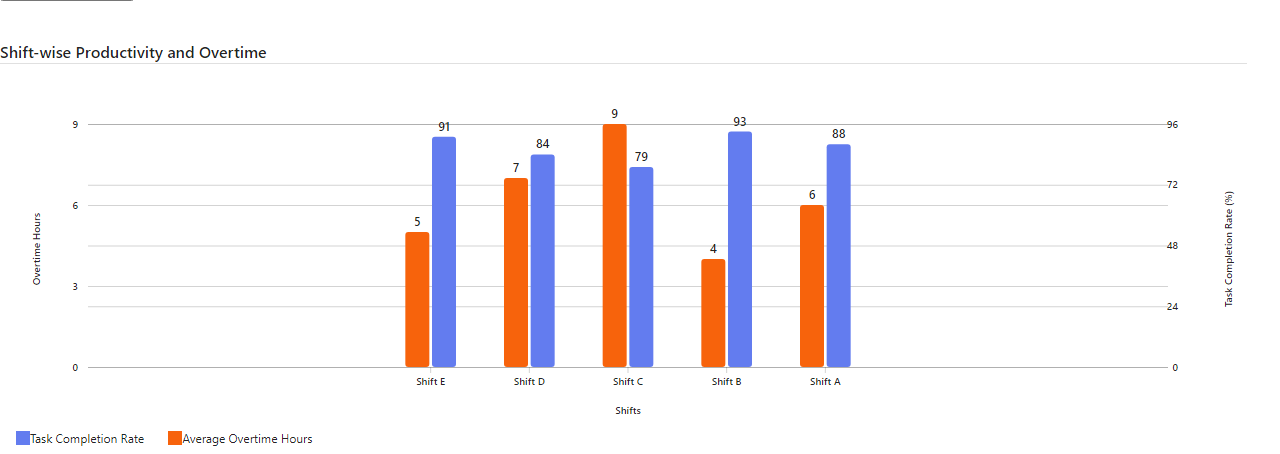 Shift-wise Productivity and Overtime
9
91
84
7
9
79
93
4
88
6
5
9
6
3
0
96
72
48
24
0
Overtime Hours
Task Completion Rate (%)
Shift E
Shift D
Shift C
Shift B
Shift A
Shifts
Task Completion Rate
Average Overtime Hours